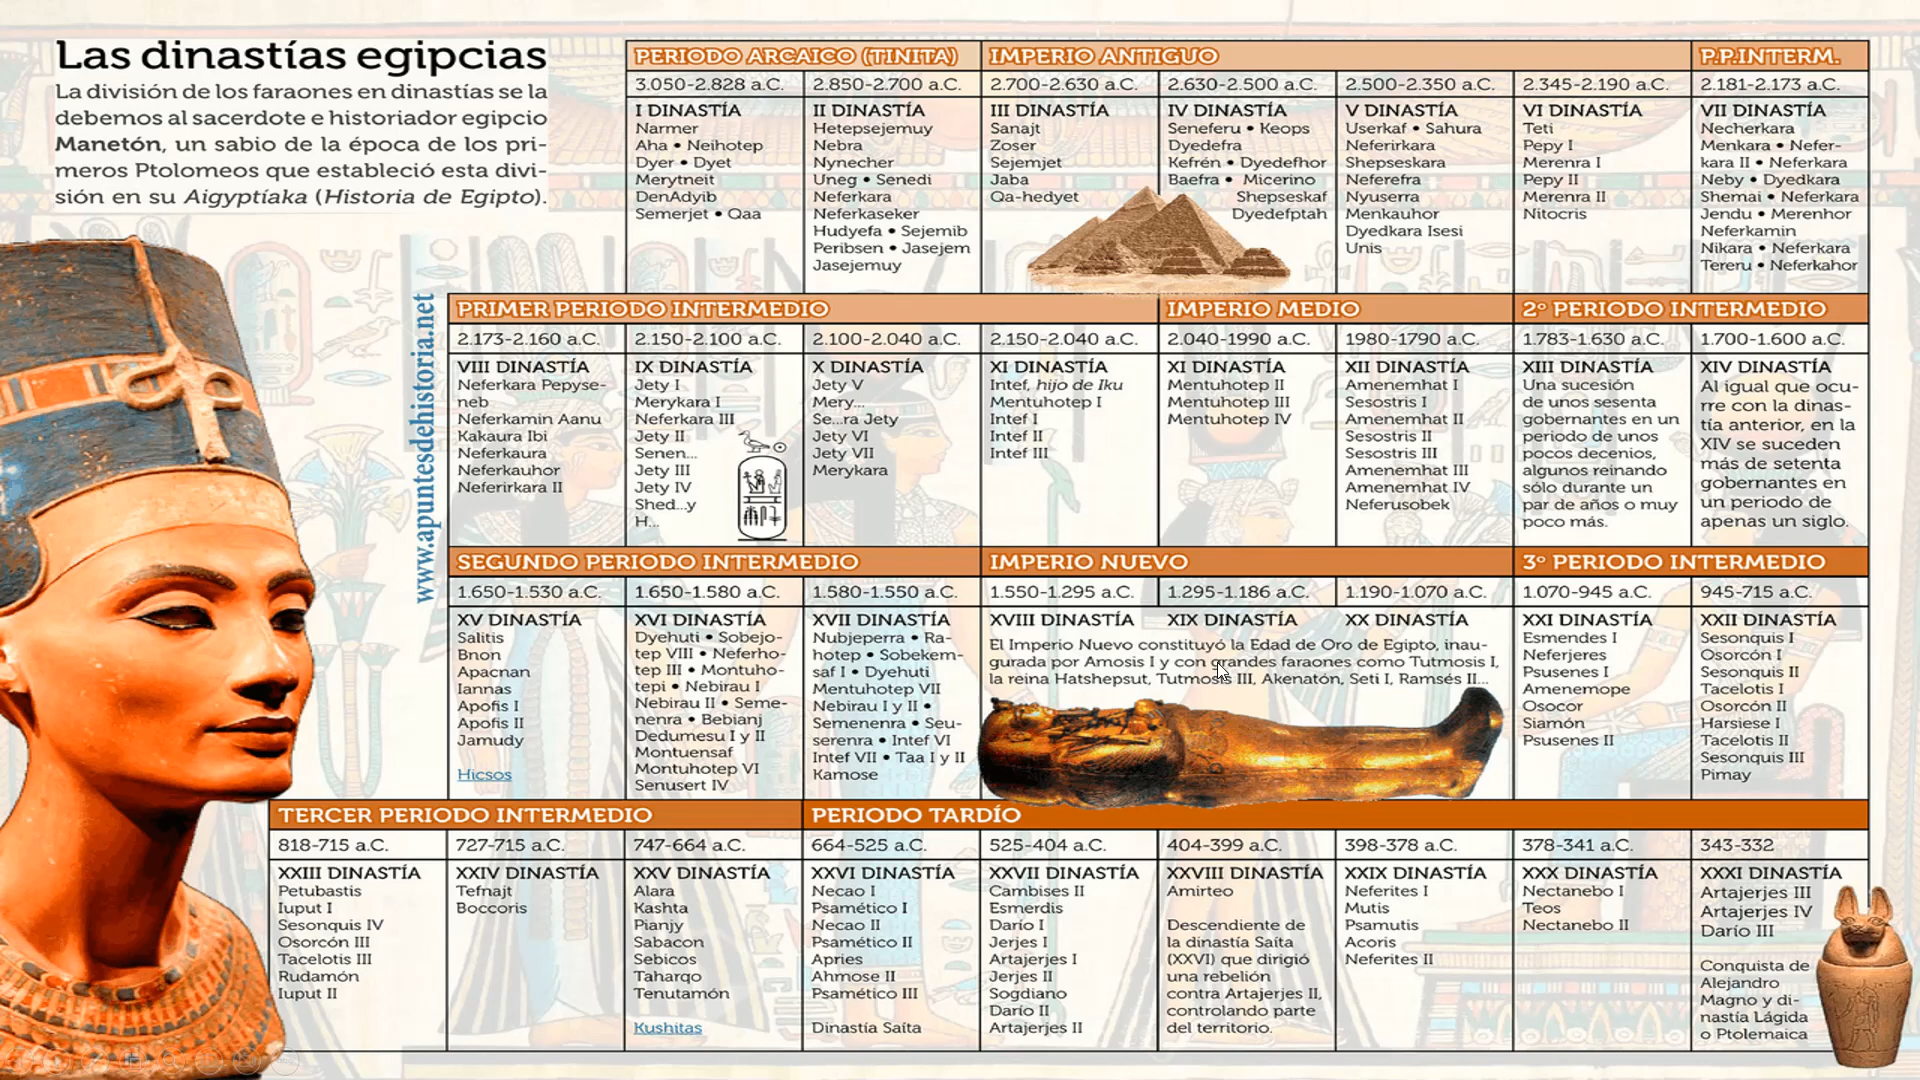 Las dinastías egipcias
La división de los faraones en dinastías se la
debemos al sacerdote e historiador egipcio
Manetón, un sabio de la época de los pri-
meros Ptolomeos que estableció esta divi-
sión en su Aigyptíaka (Historia de Egipto).
www.apuntesdehistoria.net
PERIODO ARCAICO (TINITA)
3.050-2.828 a.C.
I DINASTÍA
Narmer
Aha • Neihotep
Dyer • Dyet
Merytneit
DenAdyib
Semerjet • Qaa
2.850-2.700 a.C.
II DINASTÍA
Hetepsejemuy
Nebra
Nynecher
Uneg • Senedi
Neferkara
Neferkaseker
Hudyefa • Sejemib
Peribsen • Jasejem
Jasejemuy
IMPERIO ANTIGUO
2.700-2.630 a.C.
III DINASTÍA
Sanajt
Zoser
Sejemjet
Jaba
Qa-hedyet
2.630-2.500 a.C.
IV DINASTÍA
Seneferu • Keops
Dyedefra
Kefrén • Dyedefhor
Baefra • Micerino
Shepseskaf
Dyedefptah
2.500-2.350 a.C.
V DINASTÍA
Userkaf • Sahura
Neferirkara
Shepseskara
Neferefra
Nyuserra
Menkauhor
Dyedkara Isesi
Unis
2.345-2.190 a.C.
VI DINASTÍA
Teti
Pepy I
Merenra I
Pepy II
Merenra II
Nitocris
P.P.INTERM.
2.181-2.173 a.C.
VII DINASTÍA
Necherkara
Menkara • Nefer-
kara II • Neferkara
Neby • Dyedkara
Shemai • Neferkara
Jendu • Merenhor
Neferkamin
Nikara • Neferkara
Tereru • Neferkahor
PRIMER PERIODO INTERMEDIO
2.173-2.160 a.C.
VIII DINASTÍA
Neferkara Pepyse-
neb
Neferkamin Aanu
Kakaura Ibi
Neferkaura
Neferkauhor
Neferirkara II
2.150-2.100 a.C.
IX DINASTÍA
Jety I
Merykara I
Neferkara III
Jety II
Senen...
Jety III
Jety IV
Shed...y
H...
2.100-2.040 a.C.
X DINASTÍA
Jety V
Mery...
Se...ra Jety
Jety VI
Jety VII
Merykara
2.150-2.040 a.C.
XI DINASTÍA
Intef, hijo de Iku
Mentuhotep I
Intef I
Intef II
Intef III
IMPERIO MEDIO
2.040-1990 a.C.
XI DINASTÍA
Mentuhotep II
Mentuhotep III
Mentuhotep IV
1980-1790 a.C.
XII DINASTÍA
Amenemhat I
Sesostris I
Amenemhat II
Sesostris II
Sesostris III
Amenemhat III
Amenemhat IV
Neferusobek
2º PERIODO INTERMEDIO
1.783-1.630 a.C.
XIII DINASTÍA
Una sucesión
de unos sesenta
gobernantes en un
periodo de unos
pocos decenios,
algunos reinando
sólo durante un
par de años o muy
poco más.
1.700-1.600 a.C.
XIV DINASTÍA
Al igual que ocu-
rre con la dinas-
tía anterior, en la
XIV se suceden
más de setenta
gobernantes en
un periodo de
apenas un siglo.
SEGUNDO PERIODO INTERMEDIO
1.650-1.530 a.C.
XV DINASTÍA
Salitis
Bnon
Apacnan
Iannas
Apofis I
Apofis II
Jamudy
Hicsos
1.650-1.580 a.C.
XVI DINASTÍA
Dyehuti • Sobejo-
tep VIII • Neferho-
tep III • Montuho-
tepi • Nebirau I
Nebirau II • Seme-
nenra • Bebianj
Dedumesu I y II
Montuensaf
Montuhotep VI
Senusert IV
1.580-1.550 a.C.
XVII DINASTÍA
Nubjeperra • Ra-
hotep • Sobekem-
saf I • Dyehuti
Mentuhotep VII
Nebirau I y II •
Semenenra • Seu-
serenra • Intef VI
Intef VII • Taa I y II
Kamose
IMPERIO NUEVO
1.550-1.295 a.C. 1.295-1.186 a.C. 1.190-1.070 a.C.
XVIII DINASTÍA XIX DINASTÍA XX DINASTÍA
El Imperio Nuevo constituyó la Edad de Oro de Egipto, inau-
gurada por Amosis I y con grandes faraones como Tutmosis I,
la reina Hatshepsut, Tutmosis III, Akenatón, Seti I, Ramsés II...
3º PERIODO INTERMEDIO
1.070-945 a.C.
XXI DINASTÍA
Esmendes I
Neferjeres
Psusenes I
Amenemope
Osocor
Siamón
Psusenes II
945-715 a.C.
XXII DINASTÍA
Sesonquis I
Osorcón I
Sesonquis II
Tacelotis I
Osorcón II
Harsiese I
Tacelotis II
Sesonquis III
Pimay
TERCER PERIODO INTERMEDIO
818-715 a.C.
XXIII DINASTÍA
Petubastis
Iuput I
Sesonquis IV
Osorcón III
Tacelotis III
Rudamón
Iuput II
727-715 a.C.
XXIV DINASTÍA
Tefnajt
Boccoris
747-664 a.C.
XXV DINASTÍA
Alara
Kashta
Pianjy
Sabacon
Sebicos
Taharqo
Tenutamón
Kushitas
PERIODO TARDÍO
664-525 a.C.
XXVI DINASTÍA
Necao I
Psamético I
Necao II
Psamético II
Apries
Ahmose II
Psamético III
Dinastía Saíta
525-404 a.C.
XXVII DINASTÍA
Cambises II
Esmerdis
Darío I
Jerjes I
Artajerjes I
Jerjes II
Sogdiano
Darío II
Artajerjes II
404-399 a.C.
XXVIII DINASTÍA
Amirteo
Descendiente de
la dinastía Saíta
(XXVI) que dirigió
una rebelión
contra Artajerjes II,
controlando parte
del territorio.
398-378 a.C.
XXIX DINASTÍA
Neferites I
Mutis
Psamutis
Acoris
Neferites II
378-341 a.C.
XXX DINASTÍA
Nectanebo I
Teos
Nectanebo II
343-332
XXXI DINASTÍA
Artajerjes III
Artajerjes IV
Darío III
Conquista de
Alejandro
Magno y di-
nastía Lágida
o Ptolemaica